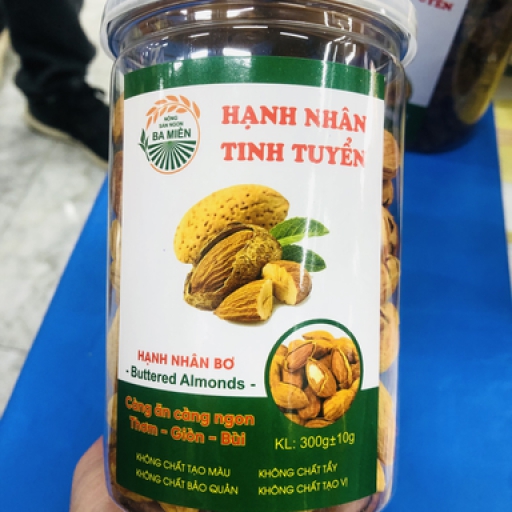 NÔNG
SẢN NGON
BA MIỀN
HẠNH NHÂN
TINH TUYỂN
HẠNH NHÂN BƠ
- Buttered Almonds -
Càng ăn càng ngon
Thơm - Giòn - Bùi
KL: 300g±10g
KHÔNG CHẤT TẠO MÀU
KHÔNG CHẤT TẨY
KHÔNG CHẤT BẢO QUẢN
KHÔNG CHẤT TẠO VỊ